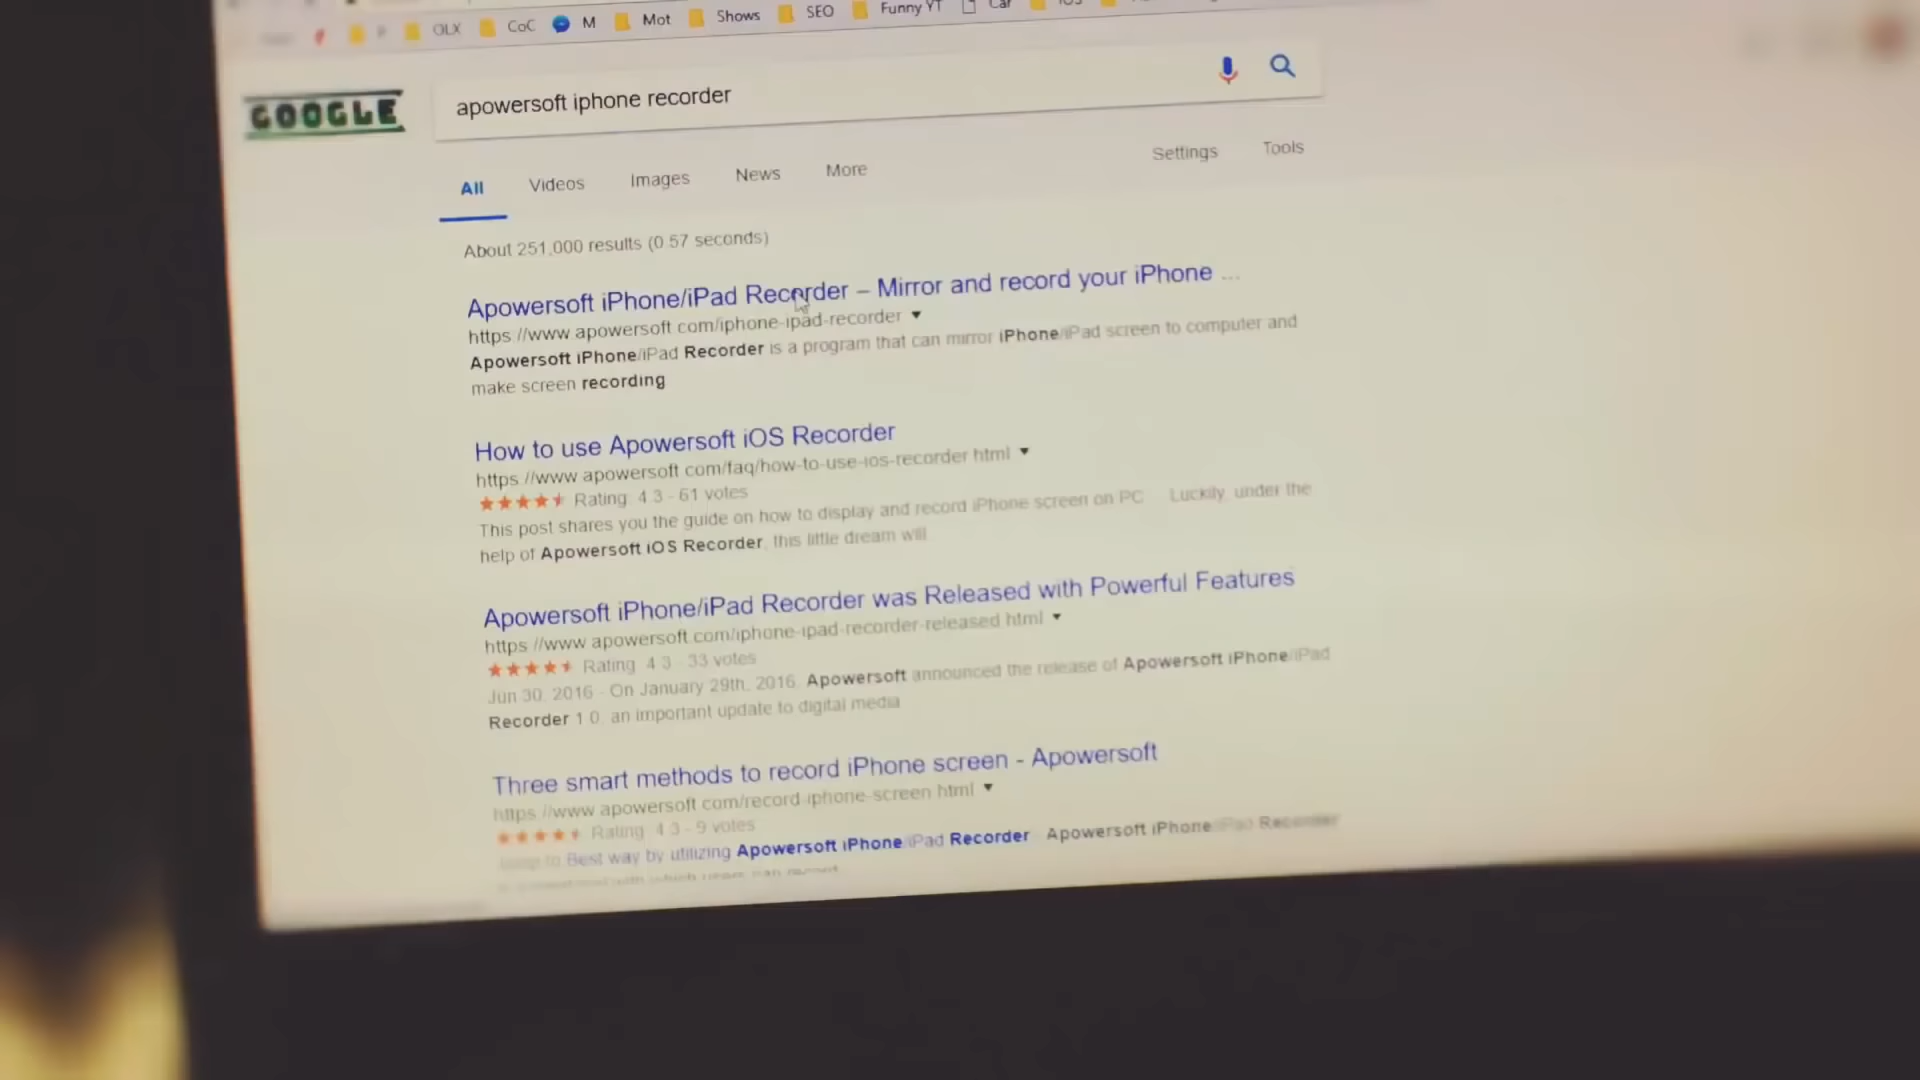 OLX CoC M Mot Shows SEO Funny YT Car iOS
GOOGLE
apowersoft iphone recorder
All Videos Images News More Settings Tools
About 251,000 results (0.57 seconds)
Apowersoft iPhone/iPad Recorder – Mirror and record your iPhone ...
https://www.apowersoft.com/iphone-ipad-recorder
Apowersoft iPhone/iPad Recorder is a program that can mirror iPhone/iPad screen to computer and
make screen recording
How to use Apowersoft iOS Recorder
https://www.apowersoft.com/faq/how-to-use-ios-recorder.html
Rating: 4.3 - 61 votes
This post shares you the guide on how to display and record iPhone screen on PC Luckily, under the
help of Apowersoft iOS Recorder, this little dream will
Apowersoft iPhone/iPad Recorder was Released with Powerful Features
https://www.apowersoft.com/iphone-ipad-recorder-released.html
Rating: 4.3 - 33 votes
Jun 30, 2016 - On January 29th, 2016, Apowersoft announced the release of Apowersoft iPhone/iPad
Recorder 1.0, an important update to digital media
Three smart methods to record iPhone screen - Apowersoft
https://www.apowersoft.com/record-iphone-screen.html
Rating: 4.3 - 9 votes
Jump to Best way by utilizing Apowersoft iPhone/iPad Recorder - Apowersoft iPhone/iPad Recorder